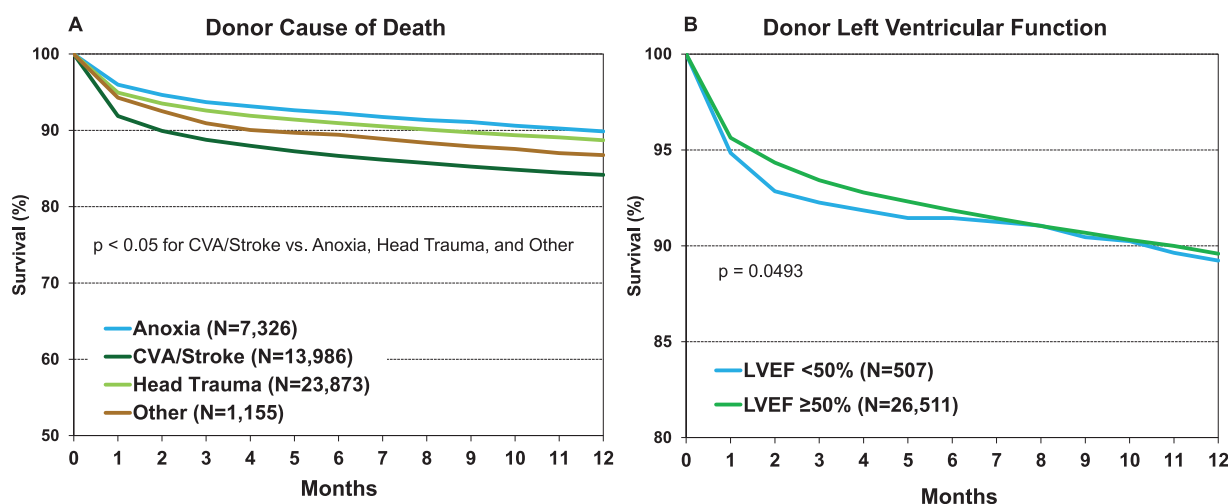 A
Donor Cause of Death
Survival (%)
100
90
80
70
60
50
p < 0.05 for CVA/Stroke vs. Anoxia, Head Trauma, and Other
Anoxia (N=7,326)
CVA/Stroke (N=13,986)
Head Trauma (N=23,873)
Other (N=1,155)
0 1 2 3 4 5 6 7 8 9 10 11 12
Months
B
Donor Left Ventricular Function
Survival (%)
100
95
90
85
80
p = 0.0493
LVEF <50% (N=507)
LVEF ≥50% (N=26,511)
0 1 2 3 4 5 6 7 8 9 10 11 12
Months